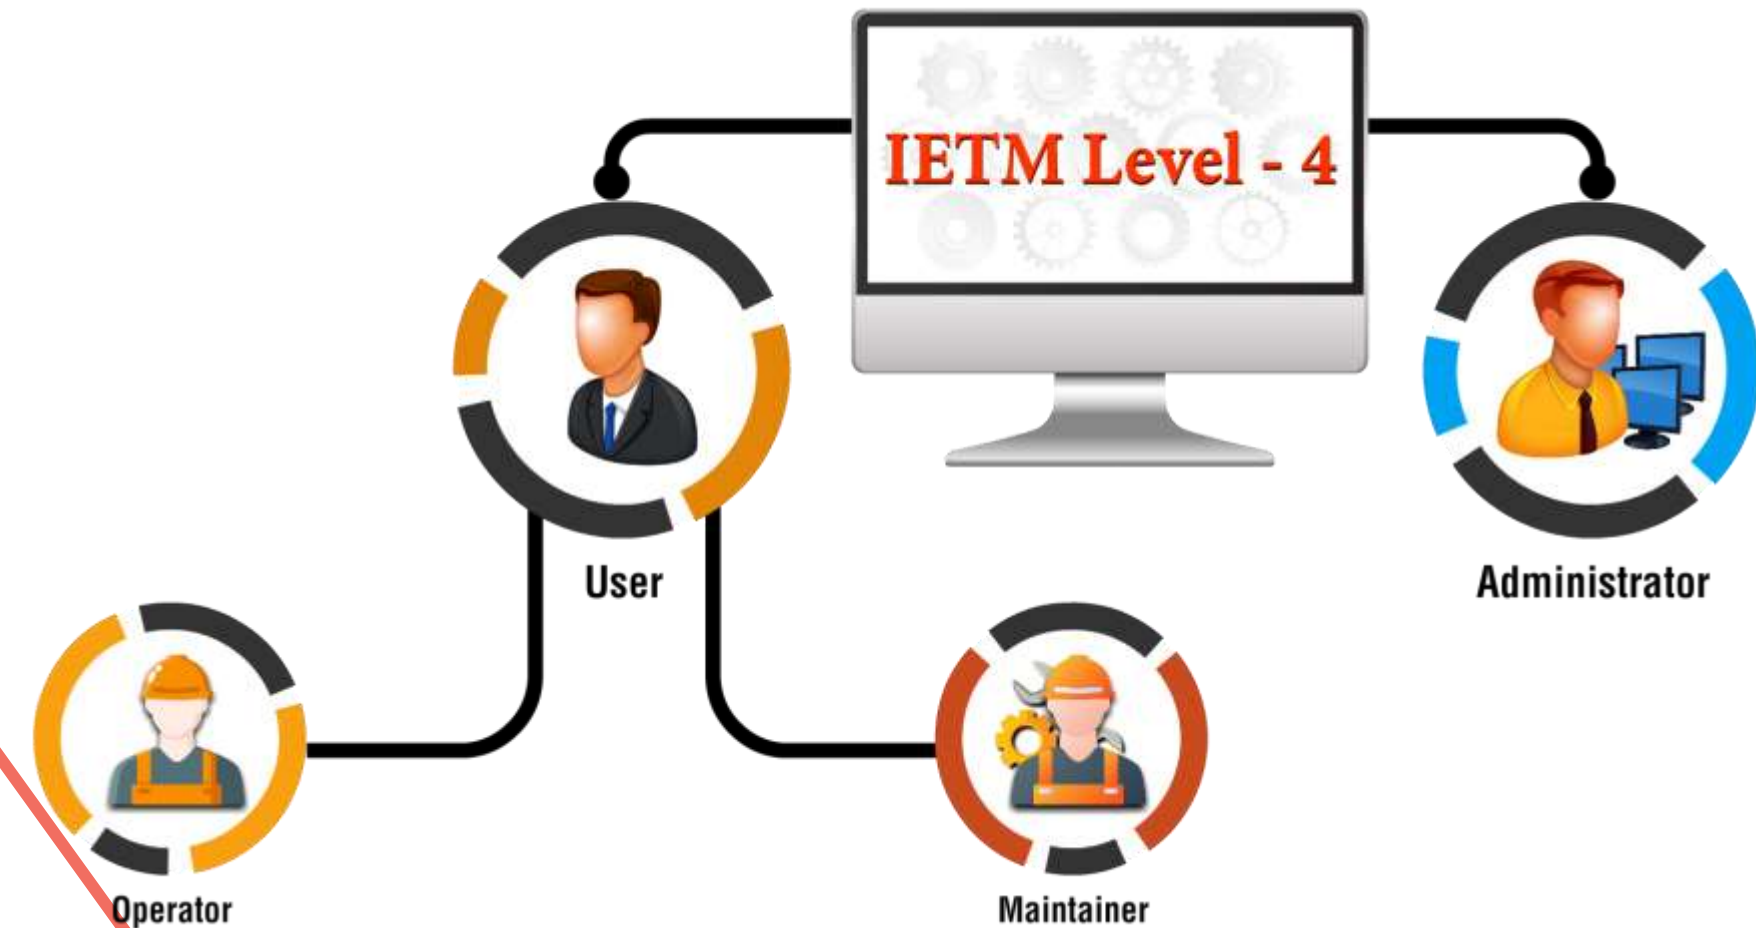 IETM Level - 4
User
Administrator
Operator
Maintainer